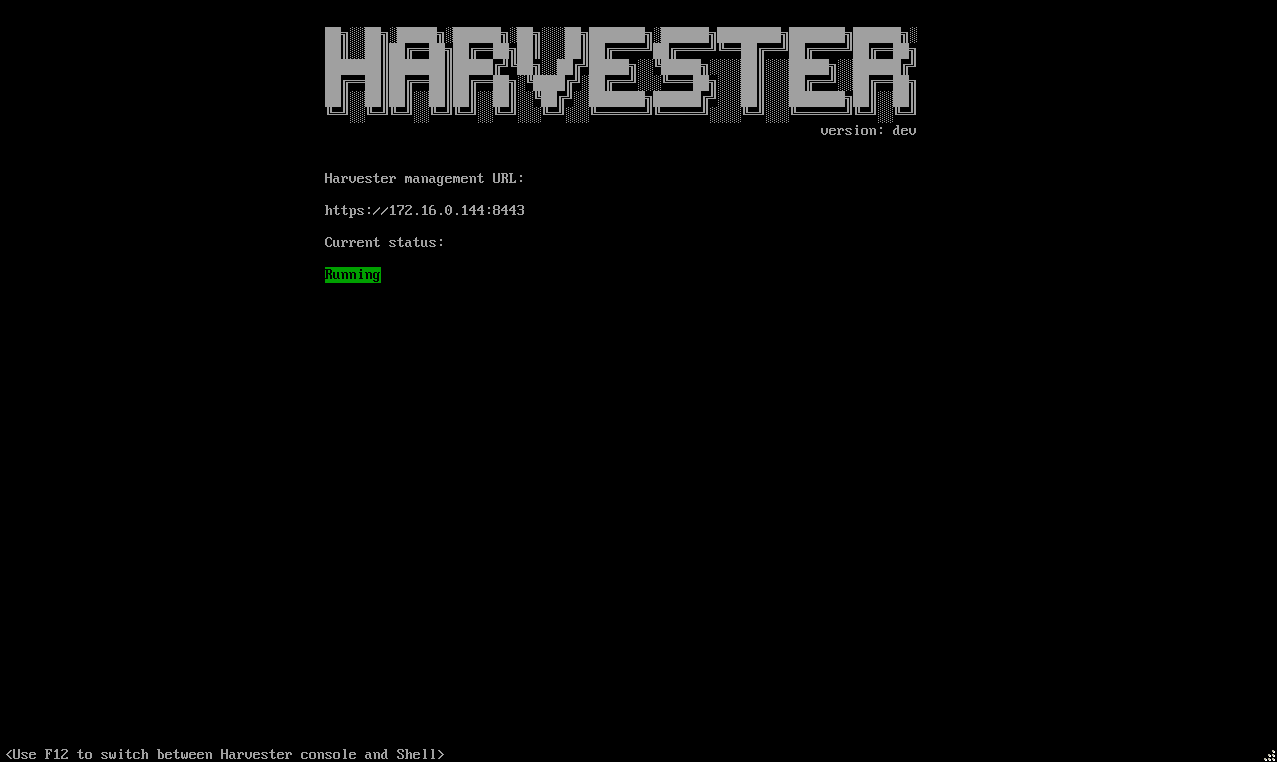 HARVESTER
version: dev
Harvester management URL:
https://172.16.0.144:8443
Current status:
Running
<Use F12 to switch between Harvester console and Shell>